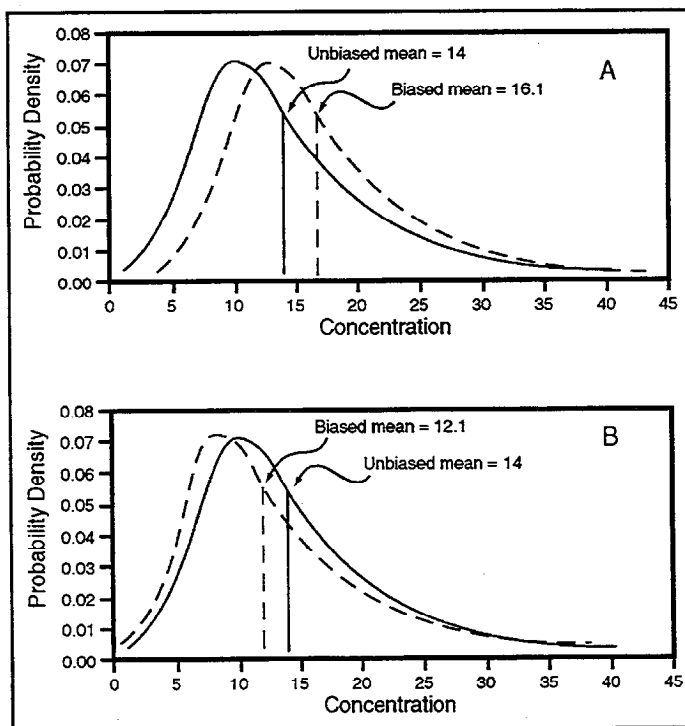 A
Probability Density
0.08
0.07
0.06
0.05
0.04
0.03
0.02
0.01
0.00
Unbiased mean = 14
Biased mean = 16.1
0 5 10 15 20 25 30 35 40 45
Concentration
B
Probability Density
0.08
0.07
0.06
0.05
0.04
0.03
0.02
0.01
0.00
Biased mean = 12.1
Unbiased mean = 14
0 5 10 15 20 25 30 35 40 45
Concentration